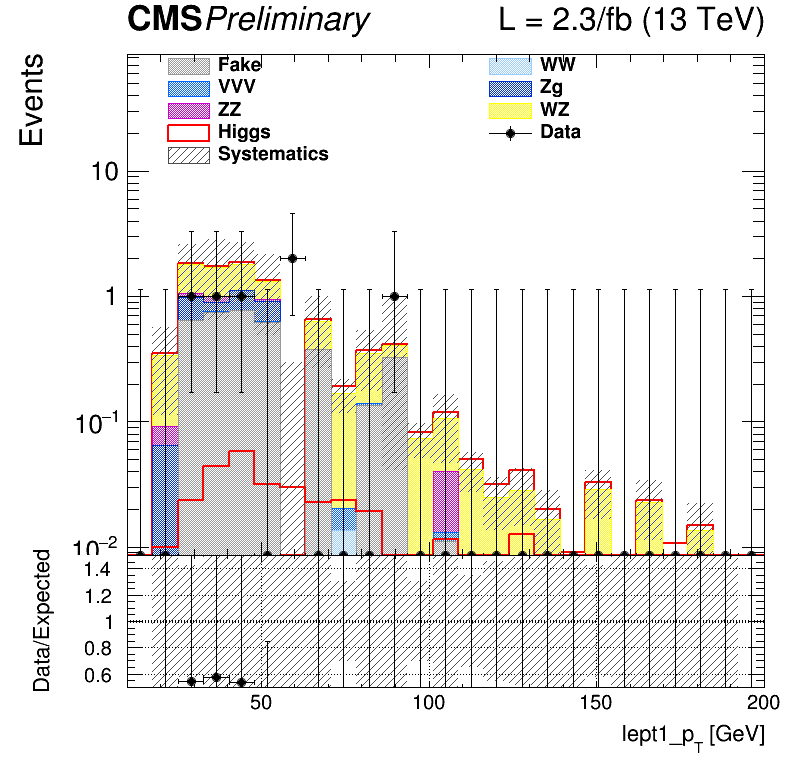 CMS Preliminary L = 2.3/fb (13 TeV)
Events
Fake WW
VVV Zg
ZZ WZ
Higgs Data
Systematics
10
1
10⁻¹
10⁻²
Data/Expected
1.4
1.2
1
0.8
0.6
50 100 150 200
lept1_p_T [GeV]